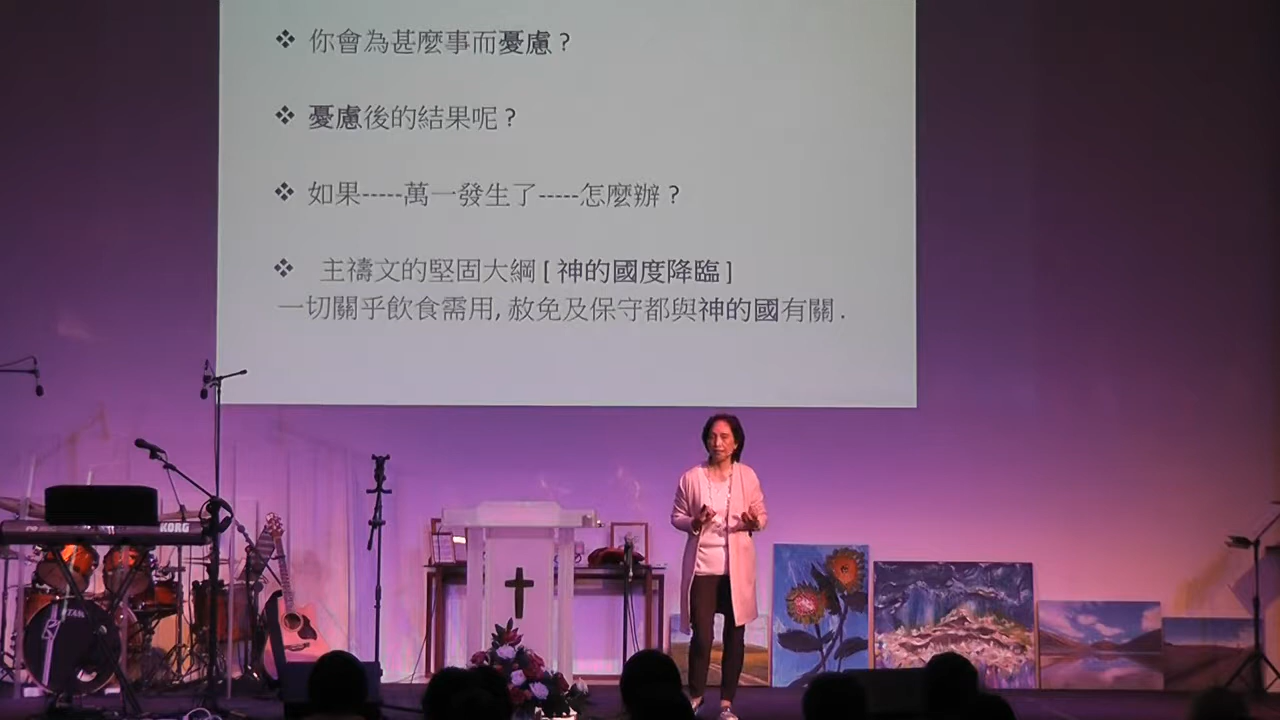 ❖ 你會為甚麼事而憂慮？
❖ 憂慮後的結果呢？
❖ 如果-----萬一發生了-----怎麼辦？
❖ 主禱文的堅固大綱 [ 神的國度降臨 ]
一切關乎飲食需用, 赦免及保守都與神的國有關 .
KORG
TAMA